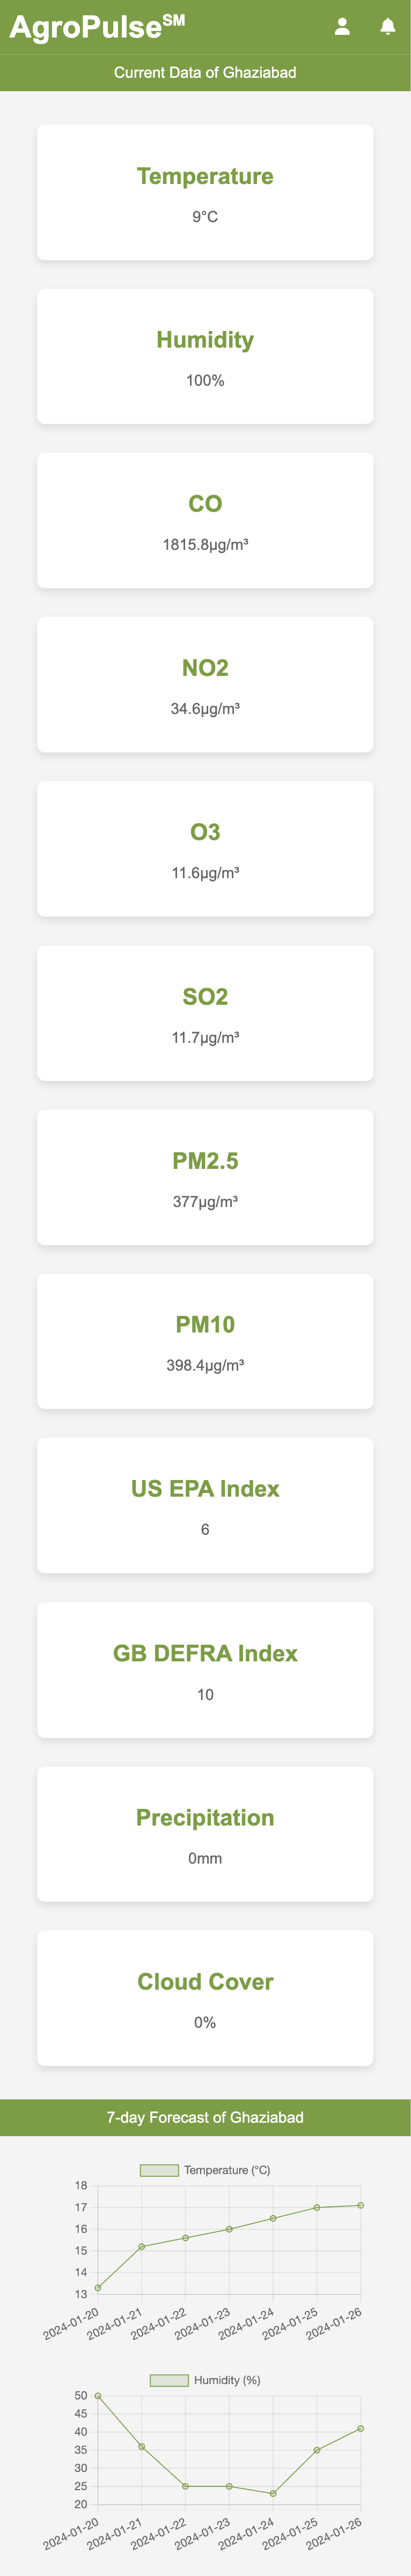 AgroPulseSM
Current Data of Ghaziabad
Temperature
9°C
Humidity
100%
CO
1815.8μg/m³
NO2
34.6μg/m³
O3
11.6μg/m³
SO2
11.7μg/m³
PM2.5
377μg/m³
PM10
398.4μg/m³
US EPA Index
6
GB DEFRA Index
10
Precipitation
0mm
Cloud Cover
0%
7-day Forecast of Ghaziabad
Temperature (°C)
18
17
16
15
14
13
2024-01-20
2024-01-21
2024-01-22
2024-01-23
2024-01-24
2024-01-25
2024-01-26
Humidity (%)
50
45
40
35
30
25
20
2024-01-20
2024-01-21
2024-01-22
2024-01-23
2024-01-24
2024-01-25
2024-01-26